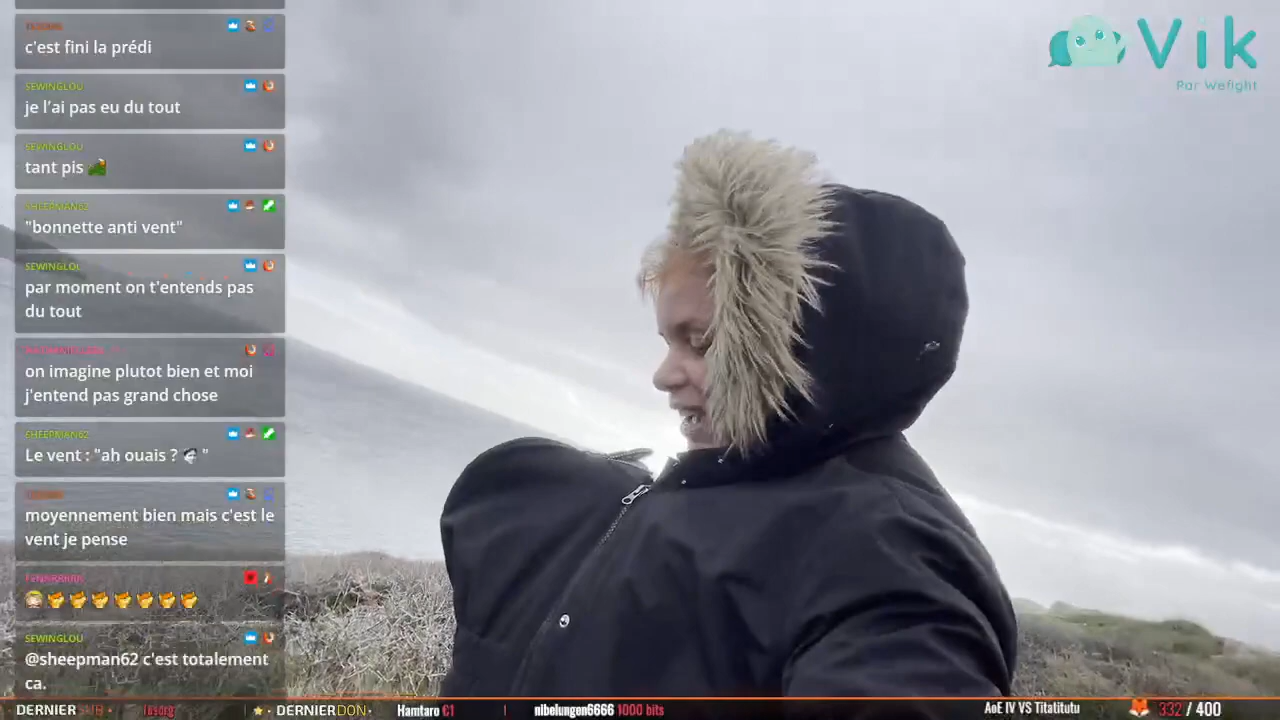 c'est fini la prédi
SEWINGLOU
je l'ai pas eu du tout
SEWINGLOU
tant pis
SHEEPMAN62
"bonnette anti vent"
SEWINGLOU
par moment on t'entends pas
du tout
on imagine plutot bien et moi
j'entend pas grand chose
SHEEPMAN62
Le vent : "ah ouais ? "
moyennement bien mais c'est le
vent je pense
SEWINGLOU
@sheepman62 c'est totalement
ca.
Vik
Par Wefight
DERNIER SUB DERNIER DON Hamtaro €1 nibelungen6666 1000 bits AoE IV VS Titatitutu 332 / 400